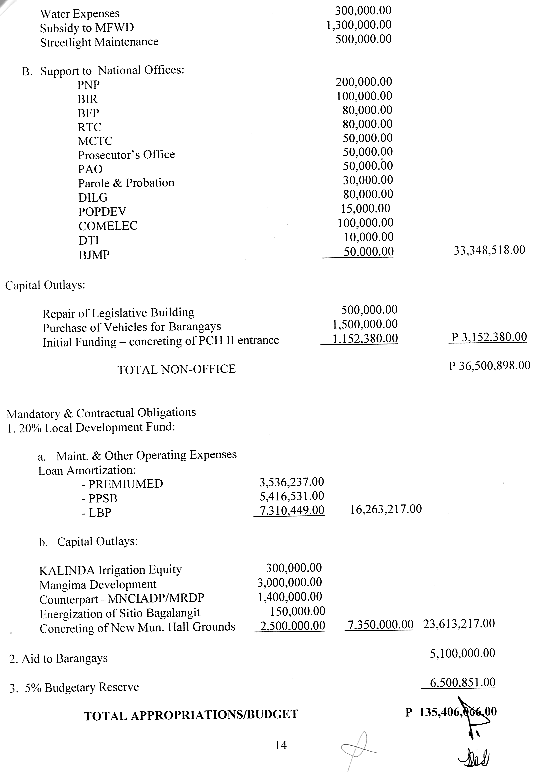 Water Expenses 300,000.00
Subsidy to MFWD 1,300,000.00
Streetlight Maintenance 500,000.00
B. Support to National Offices:
PNP 200,000.00
BIR 100,000.00
BFP 80,000.00
RTC 80,000.00
MCTC 50,000.00
Prosecutor's Office 50,000.00
PAO 50,000.00
Parole & Probation 30,000.00
DILG 80,000.00
POPDEV 15,000.00
COMELEC 100,000.00
DTI 10,000.00
BJMP 50.000.00 33,348,518.00
Capital Outlays:
Repair of Legislative Building 500,000.00
Purchase of Vehicles for Barangays 1,500,000.00
Initial Funding – concreting of PCH II entrance 1.152.380.00 P 3,152.380.00
TOTAL NON-OFFICE P 36,500,898.00
Mandatory & Contractual Obligations
1. 20% Local Development Fund:
a. Maint. & Other Operating Expenses
Loan Amortization:
- PREMIUMED 3,536,237.00
- PPSB 5,416,531.00
- LBP 7.310,449.00 16,263,217.00
b. Capital Outlays:
KALINDA Irrigation Equity 300,000.00
Mangima Development 3,000,000.00
Counterpart - MNCIADP/MRDP 1,400,000.00
Energization of Sitio Bagalangit 150,000.00
Concreting of New Mun. Hall Grounds 2.500.000.00 7.350.000.00 23,613,217.00
2. Aid to Barangays 5,100,000.00
3. 5% Budgetary Reserve 6.500.851.00
TOTAL APPROPRIATIONS/BUDGET P 135,406,066.00
14